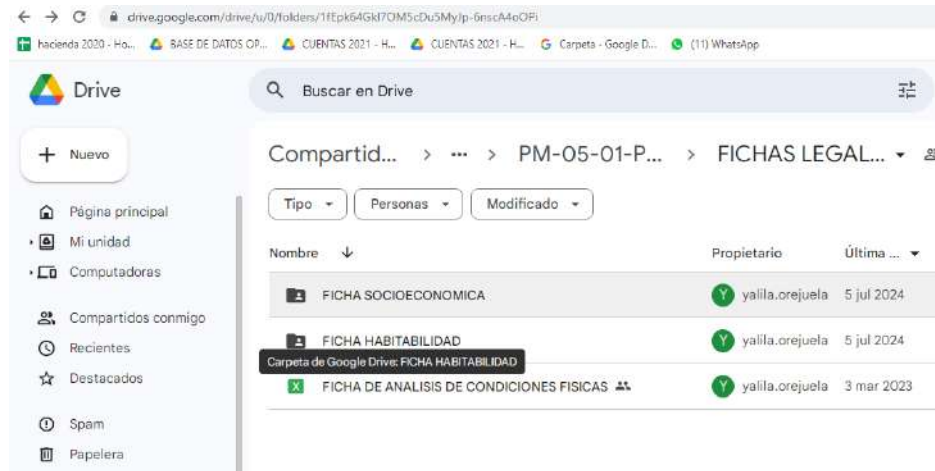 drive.google.com/drive/u/0/folders/1fEpk64GkI7OM5cDu5MyJp-6nscA4oOFi
hacienda 2020 - Ho... BASE DE DATOS OP... CUENTAS 2021 - H... CUENTAS 2021 - H... Carpeta - Google D... (11) WhatsApp
Drive
Buscar en Drive
Nuevo
Compartid... > ... > PM-05-01-P... > FICHAS LEGAL...
Tipo Personas Modificado
Página principal
Mi unidad
Computadoras
Compartidos conmigo
Recientes
Destacados
Spam
Papelera
Nombre Propietario Última ...
FICHA SOCIOECONOMICA Y yalila.orejuela 5 jul 2024
FICHA HABITABILIDAD Y yalila.orejuela 5 jul 2024
Carpeta de Google Drive: FICHA HABITABILIDAD
X FICHA DE ANALISIS DE CONDICIONES FISICAS Y yalila.orejuela 3 mar 2023